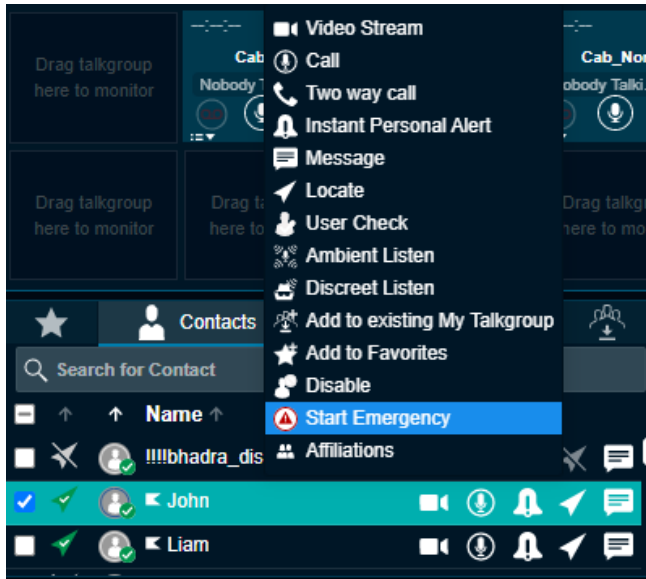 --:--:--
-:--
Drag talkgroup
here to monitor
Cab
Cab_Nor
Nobody T
obody Talki.
Video Stream
Call
Two way call
Instant Personal Alert
Message
Locate
User Check
Ambient Listen
Discreet Listen
Add to existing My Talkgroup
Add to Favorites
Disable
Start Emergency
Affiliations
Drag talkgroup
here to monitor
Drag ta
here to
Drag talkgr
here to mo
Contacts
Search for Contact
Name
!!!!bhadra_dis
John
Liam